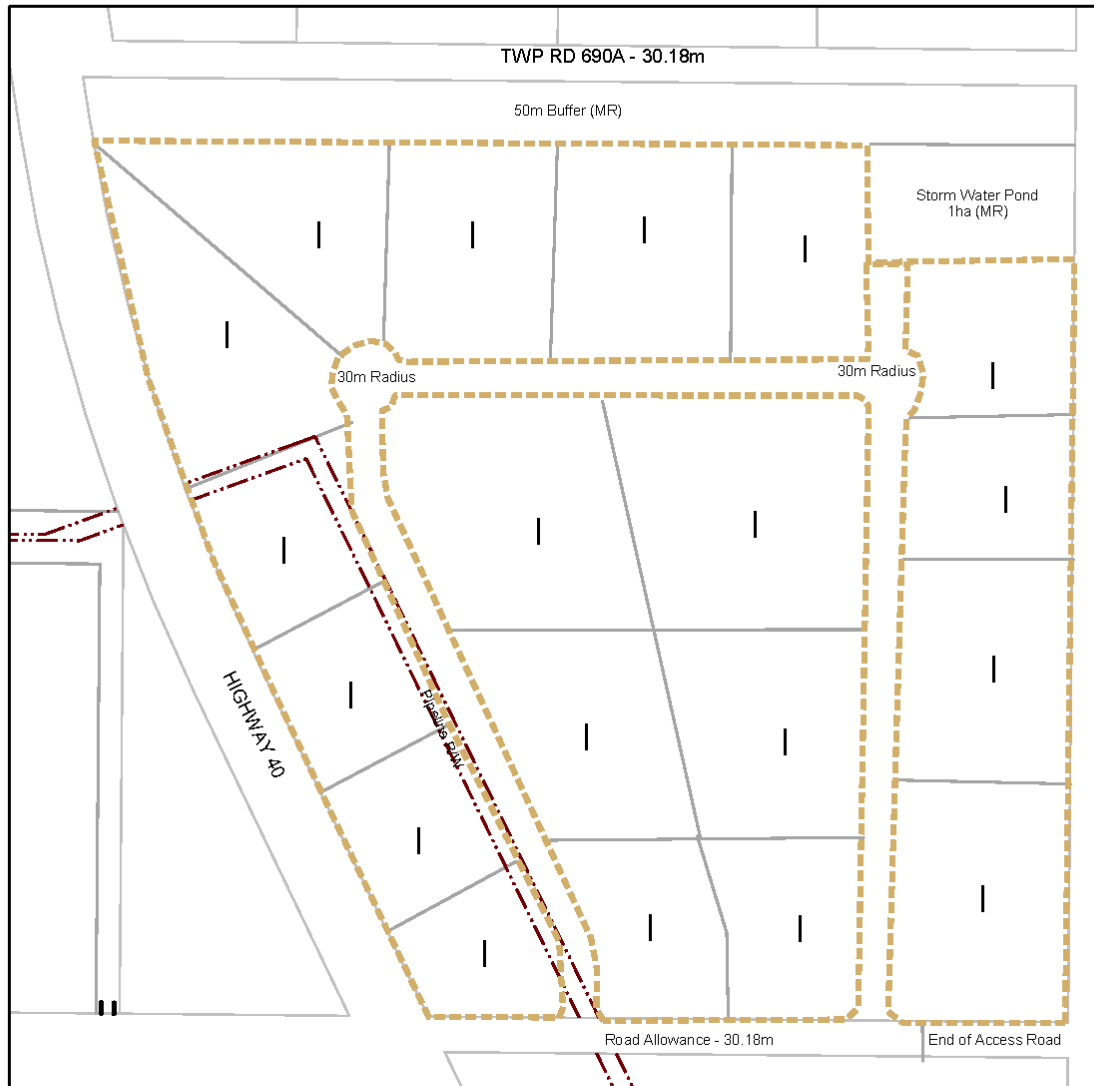 TWP RD 690A - 30.18m
50m Buffer (MR)
Storm Water Pond
1ha (MR)
I
I
I
I
I
30m Radius
30m Radius
I
I
I
I
I
I
HIGHWAY 40
I
Pipeline R/W
I
I
I
I
I
I
I
II
Road Allowance - 30.18m
End of Access Road